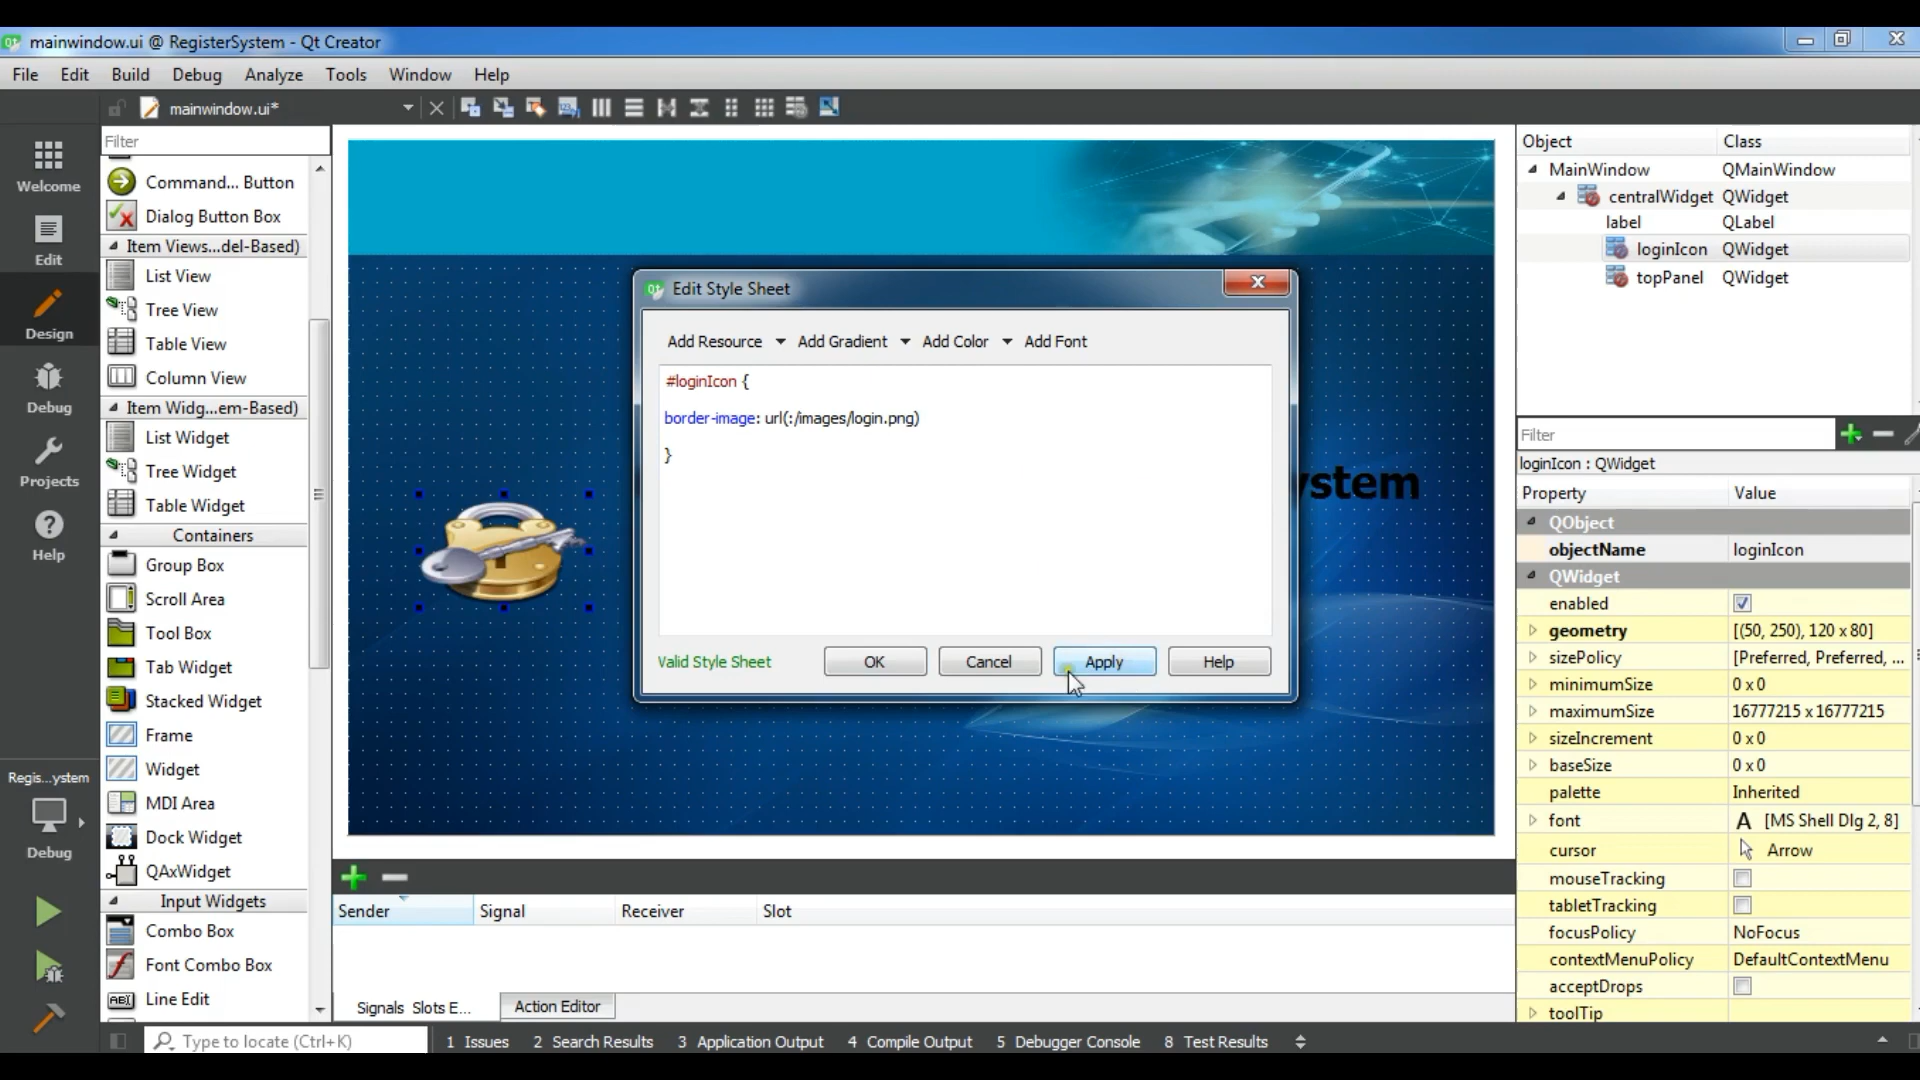 mainwindow.ui @ RegisterSystem - Qt Creator
File Edit Build Debug Analyze Tools Window Help
mainwindow.ui*
Welcome
Edit
Design
Debug
Projects
Help
Regis...ystem
Debug
Filter
Command... Button
Dialog Button Box
Item Views...del-Based)
List View
Tree View
Table View
Column View
Item Widg...em-Based)
List Widget
Tree Widget
Table Widget
Containers
Group Box
Scroll Area
Tool Box
Tab Widget
Stacked Widget
Frame
Widget
MDI Area
Dock Widget
QAxWidget
Input Widgets
Combo Box
Font Combo Box
Line Edit
ystem
Edit Style Sheet
Add Resource Add Gradient Add Color Add Font
#loginIcon {
border-image: url(:/images/login.png)
}
Valid Style Sheet OK Cancel Apply Help
Sender Signal Receiver Slot
Signals Slots E... Action Editor
Object Class
MainWindow QMainWindow
centralWidget QWidget
label QLabel
loginIcon QWidget
topPanel QWidget
Filter
loginIcon : QWidget
Property Value
QObject
objectName loginIcon
QWidget
enabled
geometry [(50, 250), 120 x 80]
sizePolicy [Preferred, Preferred, ...
minimumSize 0 x 0
maximumSize 16777215 x 16777215
sizeIncrement 0 x 0
baseSize 0 x 0
palette Inherited
font A [MS Shell Dlg 2, 8]
cursor Arrow
mouseTracking
tabletTracking
focusPolicy NoFocus
contextMenuPolicy DefaultContextMenu
acceptDrops
toolTip
Type to locate (Ctrl+K) 1 Issues 2 Search Results 3 Application Output 4 Compile Output 5 Debugger Console 8 Test Results